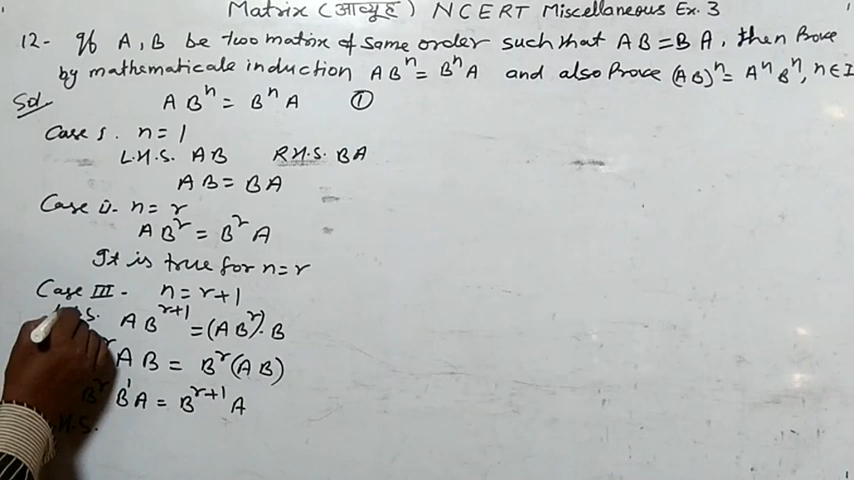 Matrix (आव्यूह) NCERT Miscellaneous Ex. 3
12- If A, B be two matrix of same order such that AB = BA, then Prove
by mathematicale induction ABⁿ = BⁿA and also Prove (AB)ⁿ = AⁿBⁿ, n∈I
Sol ABⁿ = BⁿA ①
Case I. n = 1
L.H.S. AB R.H.S. BA
AB = BA
Case ii- n = r
ABʳ = BʳA
It is true for n = r
Case III - n = r+1
ABʳ⁺¹ = (ABʳ)·B
AB = Bʳ(AB)
Bʳ B¹A = Bʳ⁺¹A
H.S.